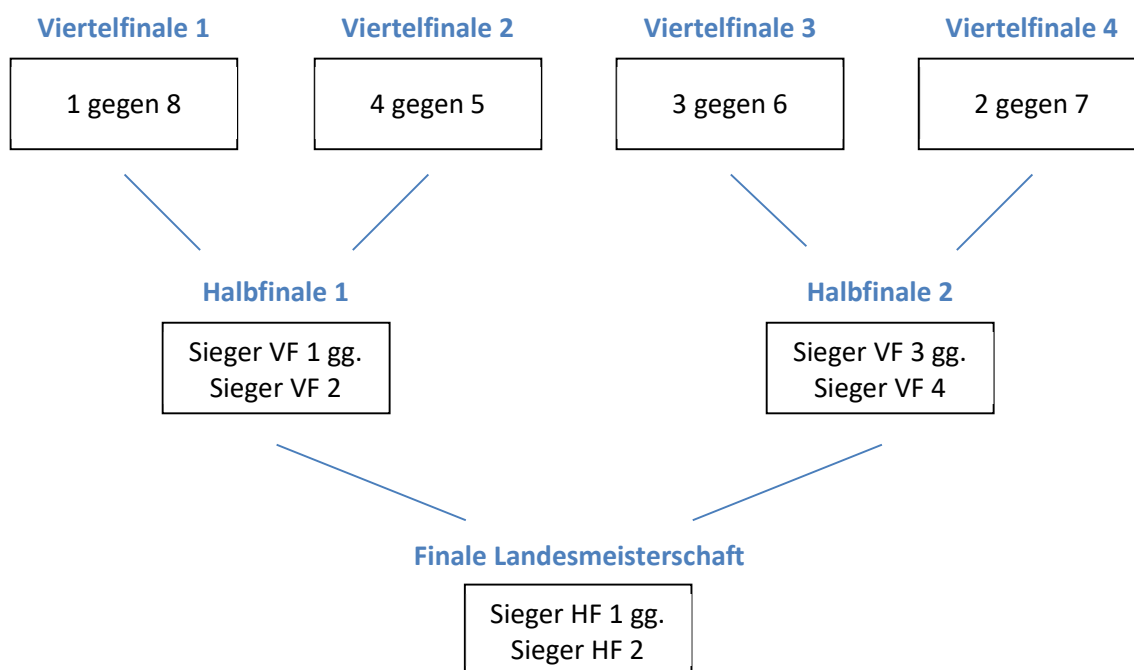 Viertelfinale 1
Viertelfinale 2
Viertelfinale 3
Viertelfinale 4
1 gegen 8
4 gegen 5
3 gegen 6
2 gegen 7
Halbfinale 1
Halbfinale 2
Sieger VF 1 gg.
Sieger VF 2
Sieger VF 3 gg.
Sieger VF 4
Finale Landesmeisterschaft
Sieger HF 1 gg.
Sieger HF 2